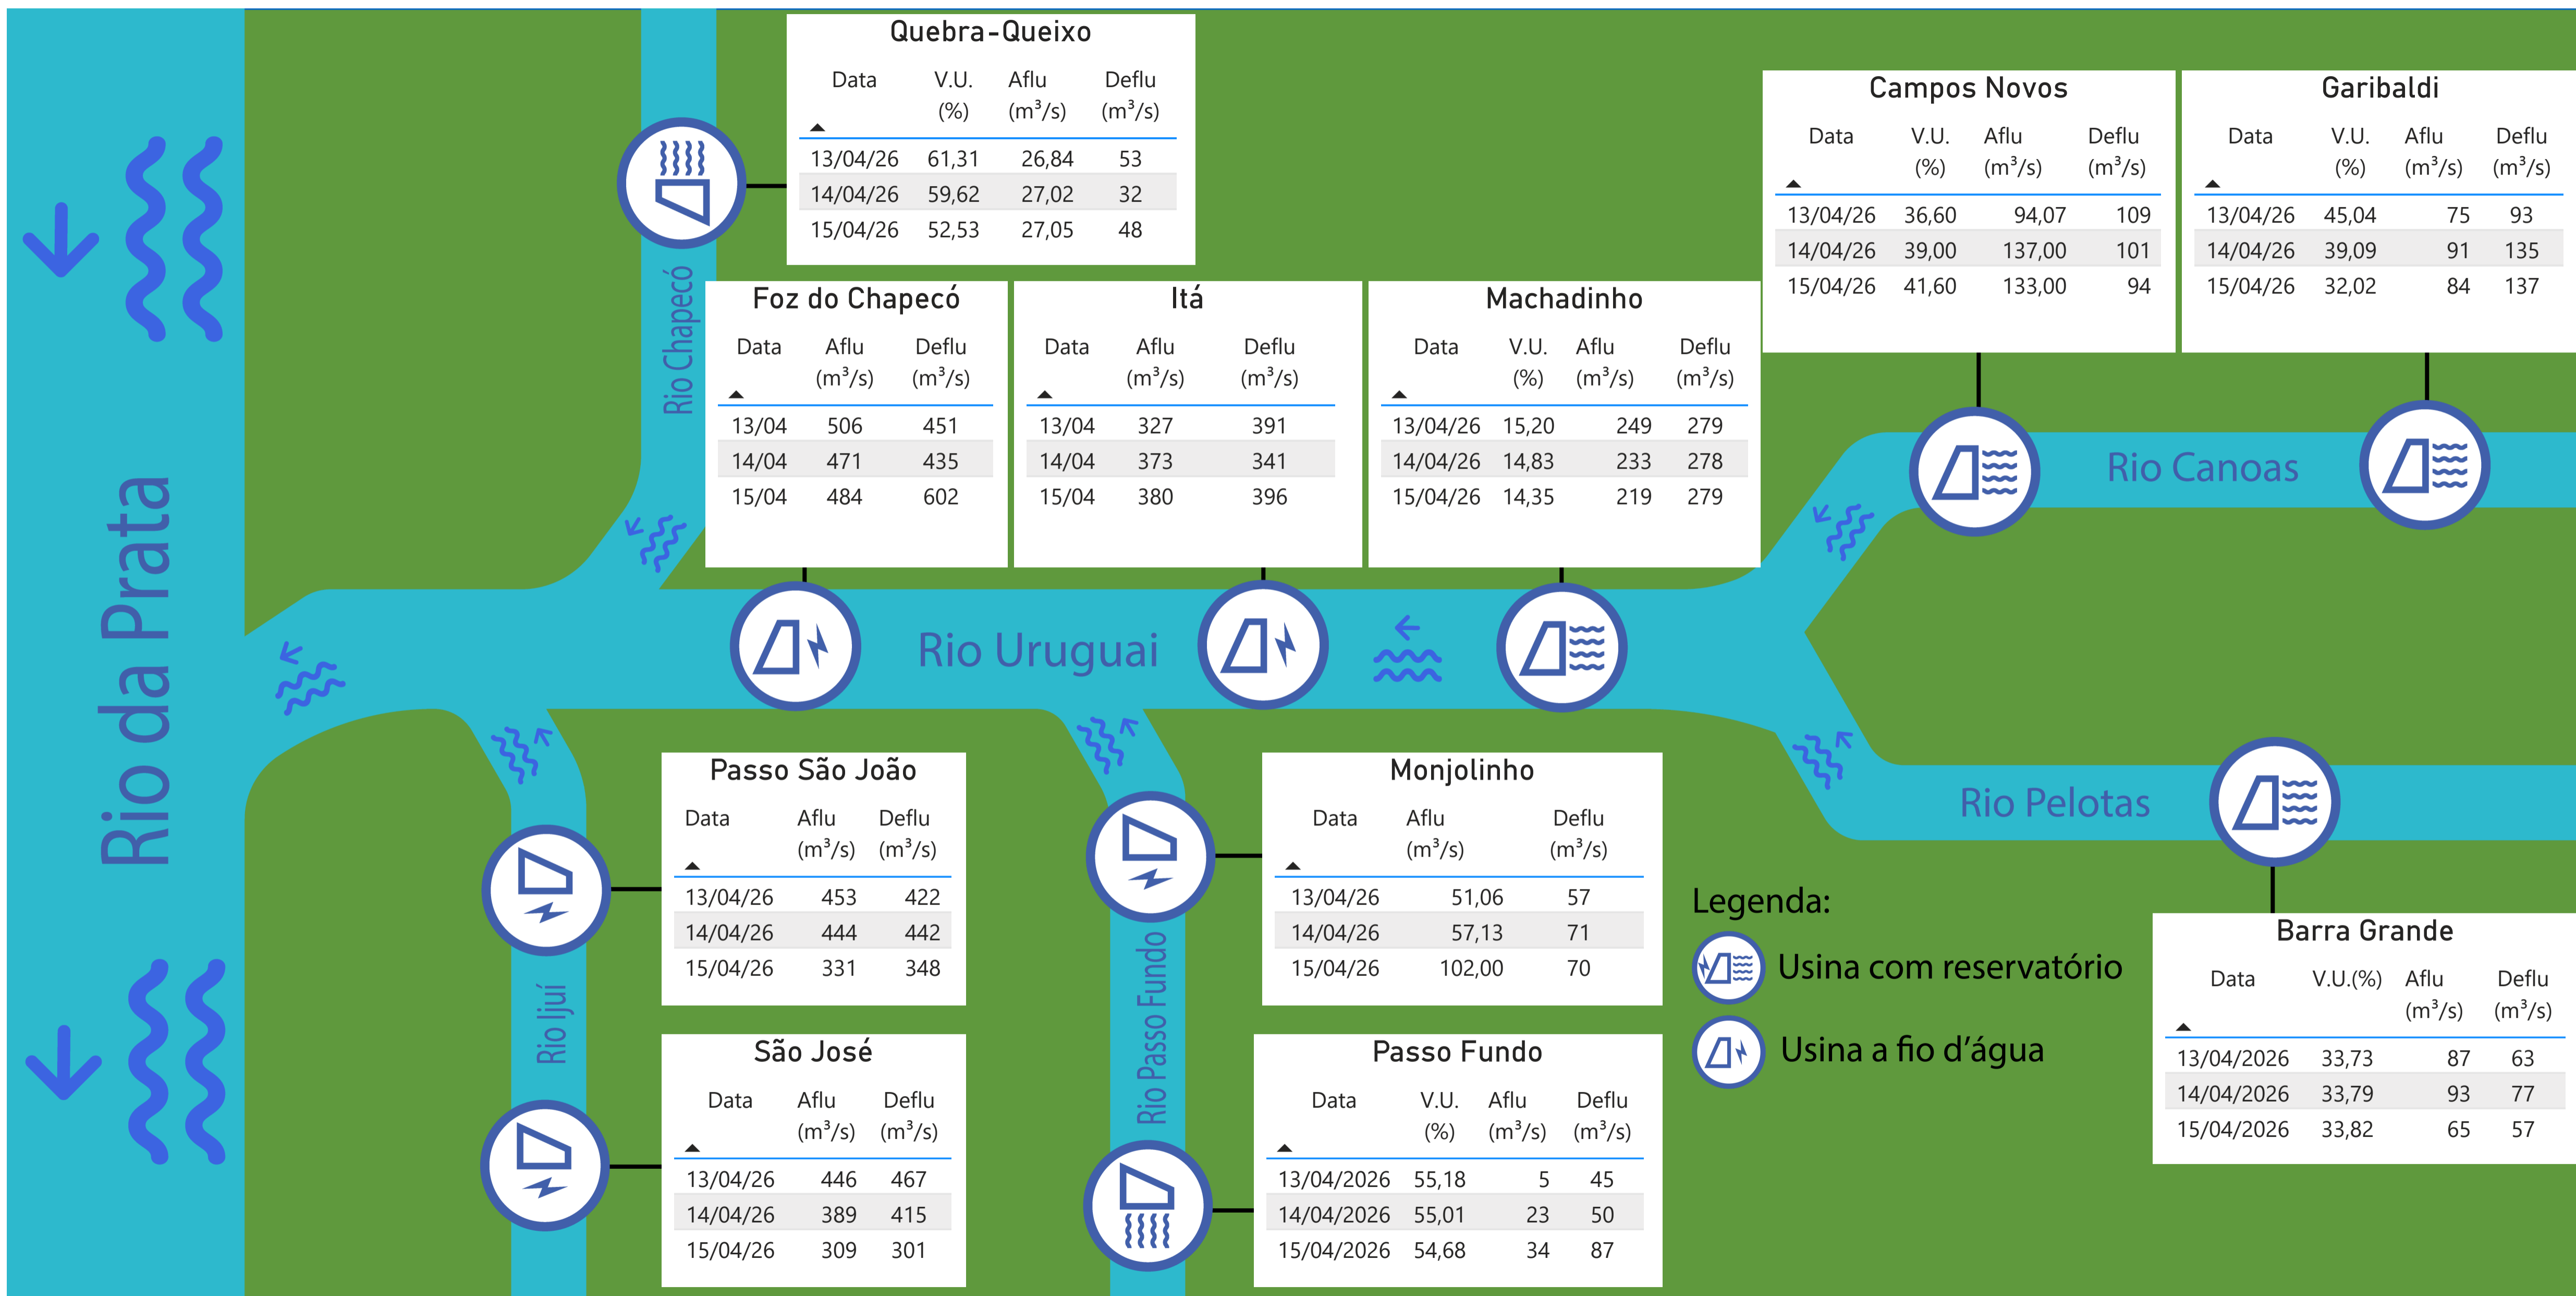 Rio da Prata
Quebra-Queixo
Data V.U. (%) Aflu (m³/s) Deflu (m³/s)
13/04/26 61,31 26,84 53
14/04/26 59,62 27,02 32
15/04/26 52,53 27,05 48
Rio Chapecó
Campos Novos
Data V.U. (%) Aflu (m³/s) Deflu (m³/s)
13/04/26 36,60 94,07 109
14/04/26 39,00 137,00 101
15/04/26 41,60 133,00 94
Garibaldi
Data V.U. (%) Aflu (m³/s) Deflu (m³/s)
13/04/26 45,04 75 93
14/04/26 39,09 91 135
15/04/26 32,02 84 137
Foz do Chapecó
Data Aflu (m³/s) Deflu (m³/s)
13/04 506 451
14/04 471 435
15/04 484 602
Itá
Data Aflu (m³/s) Deflu (m³/s)
13/04 327 391
14/04 373 341
15/04 380 396
Machadinho
Data V.U. (%) Aflu (m³/s) Deflu (m³/s)
13/04/26 15,20 249 279
14/04/26 14,83 233 278
15/04/26 14,35 219 279
Rio Canoas
Rio Uruguai
Rio Pelotas
Passo São João
Data Aflu (m³/s) Deflu (m³/s)
13/04/26 453 422
14/04/26 444 442
15/04/26 331 348
Rio Ijuí
São José
Data Aflu (m³/s) Deflu (m³/s)
13/04/26 446 467
14/04/26 389 415
15/04/26 309 301
Monjolinho
Data Aflu (m³/s) Deflu (m³/s)
13/04/26 51,06 57
14/04/26 57,13 71
15/04/26 102,00 70
Rio Passo Fundo
Passo Fundo
Data V.U. (%) Aflu (m³/s) Deflu (m³/s)
13/04/2026 55,18 5 45
14/04/2026 55,01 23 50
15/04/2026 54,68 34 87
Legenda:
Usina com reservatório
Usina a fio d’água
Barra Grande
Data V.U.(%) Aflu (m³/s) Deflu (m³/s)
13/04/2026 33,73 87 63
14/04/2026 33,79 93 77
15/04/2026 33,82 65 57